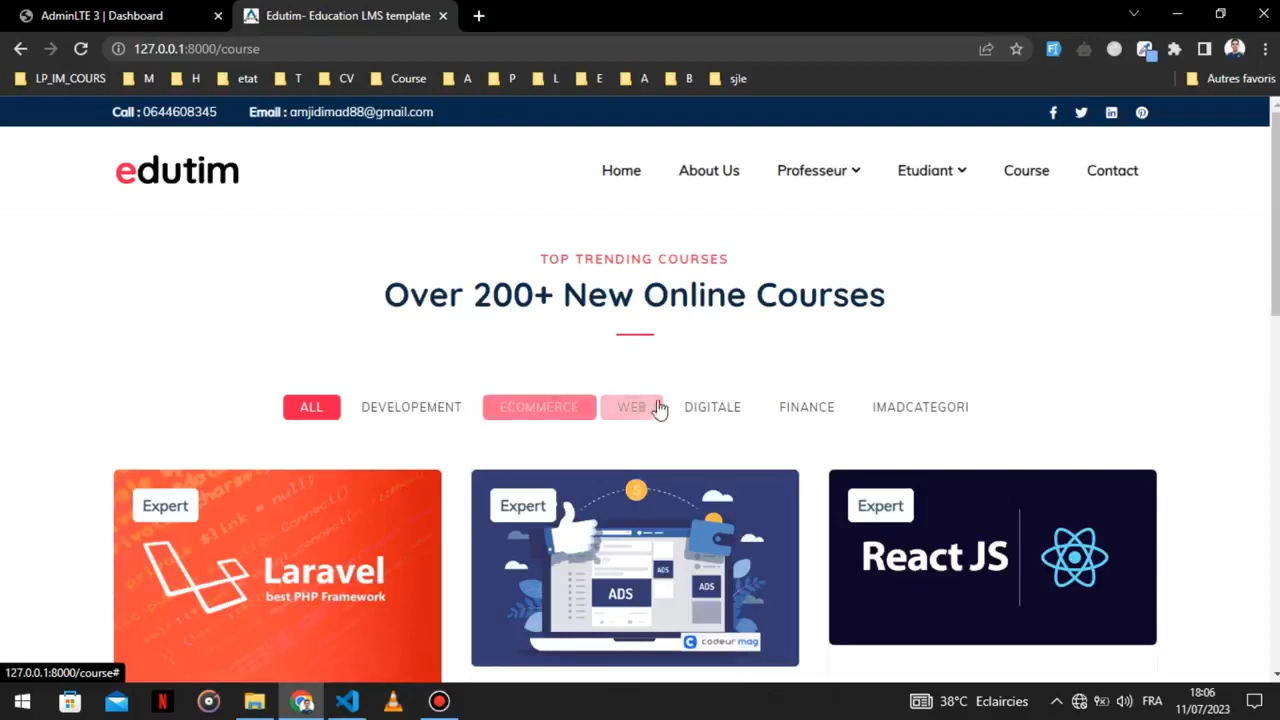 AdminLTE 3 | Dashboard
Edutim- Education LMS template
127.0.0.1:8000/course
LP_IM_COURS M H etat T CV Course A P L E A B sjle Autres favoris
Call : 0644608345 Email : amjidimad88@gmail.com
edutim
Home About Us Professeur Etudiant Course Contact
TOP TRENDING COURSES
Over 200+ New Online Courses
ALL DEVELOPEMENT ECOMMERCE WEB DIGITALE FINANCE IMADCATEGORI
Expert
Laravel
best PHP Framework
Expert
ADS
ADS
ADS
codeur mag
Expert
React JS
127.0.0.1:8000/course#
38°C Eclaircies
FRA
18:06
11/07/2023